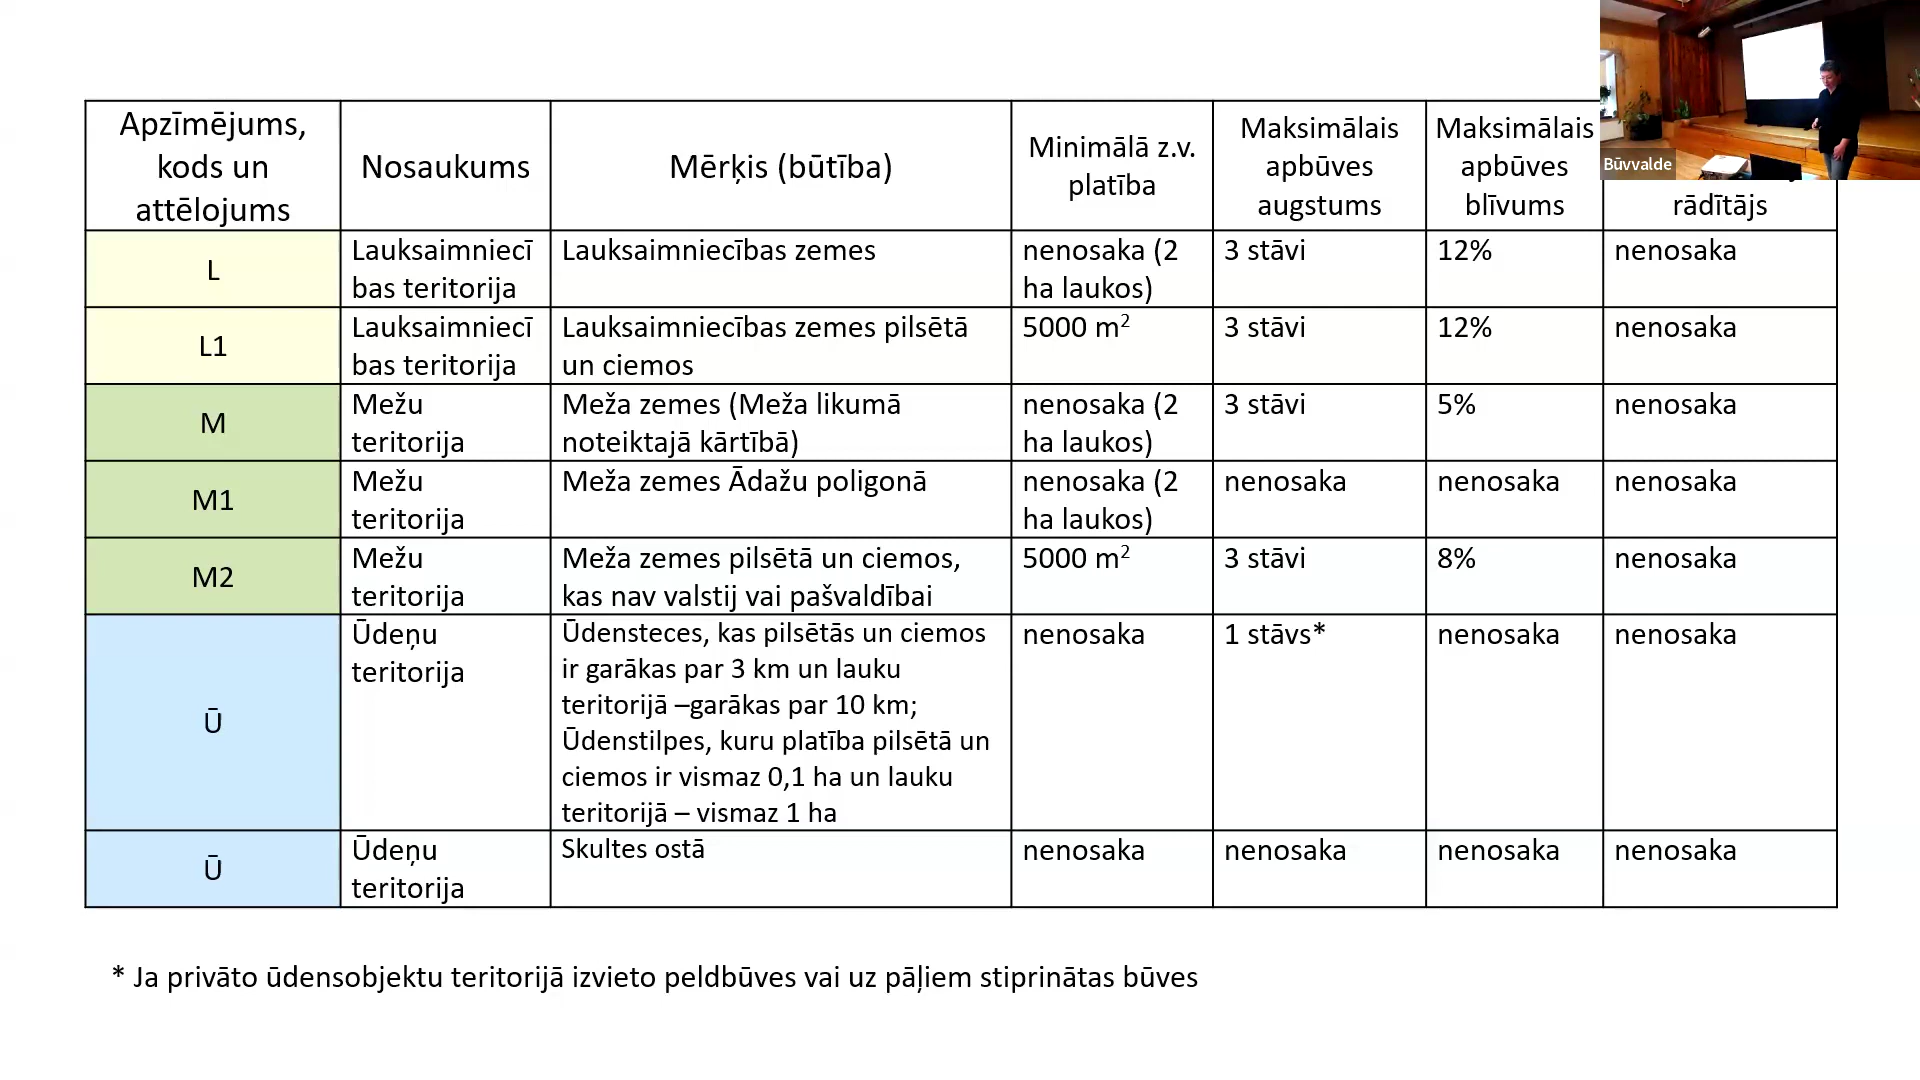 Apzīmējums,
kods un
attēlojums
Nosaukums
Mērķis (būtība)
Minimālā z.v.
platība
Maksimālais
apbūves
augstums
Maksimālais
apbūves
blīvums
rādītājs
Būvvalde
L
Lauksaimniecī
bas teritorija
Lauksaimniecības zemes
nenosaka (2
ha laukos)
3 stāvi
12%
nenosaka
L1
Lauksaimniecī
bas teritorija
Lauksaimniecības zemes pilsētā
un ciemos
5000 m²
3 stāvi
12%
nenosaka
M
Mežu
teritorija
Meža zemes (Meža likumā
noteiktajā kārtībā)
nenosaka (2
ha laukos)
3 stāvi
5%
nenosaka
M1
Mežu
teritorija
Meža zemes Ādažu poligonā
nenosaka (2
ha laukos)
nenosaka
nenosaka
nenosaka
M2
Mežu
teritorija
Meža zemes pilsētā un ciemos,
kas nav valstij vai pašvaldībai
5000 m²
3 stāvi
8%
nenosaka
Ū
Ūdeņu
teritorija
Ūdensteces, kas pilsētās un ciemos
ir garākas par 3 km un lauku
teritorijā –garākas par 10 km;
Ūdenstilpes, kuru platība pilsētā un
ciemos ir vismaz 0,1 ha un lauku
teritorijā – vismaz 1 ha
nenosaka
1 stāvs*
nenosaka
nenosaka
Ū
Ūdeņu
teritorija
Skultes ostā
nenosaka
nenosaka
nenosaka
nenosaka
* Ja privāto ūdensobjektu teritorijā izvieto peldbūves vai uz pāļiem stiprinātas būves